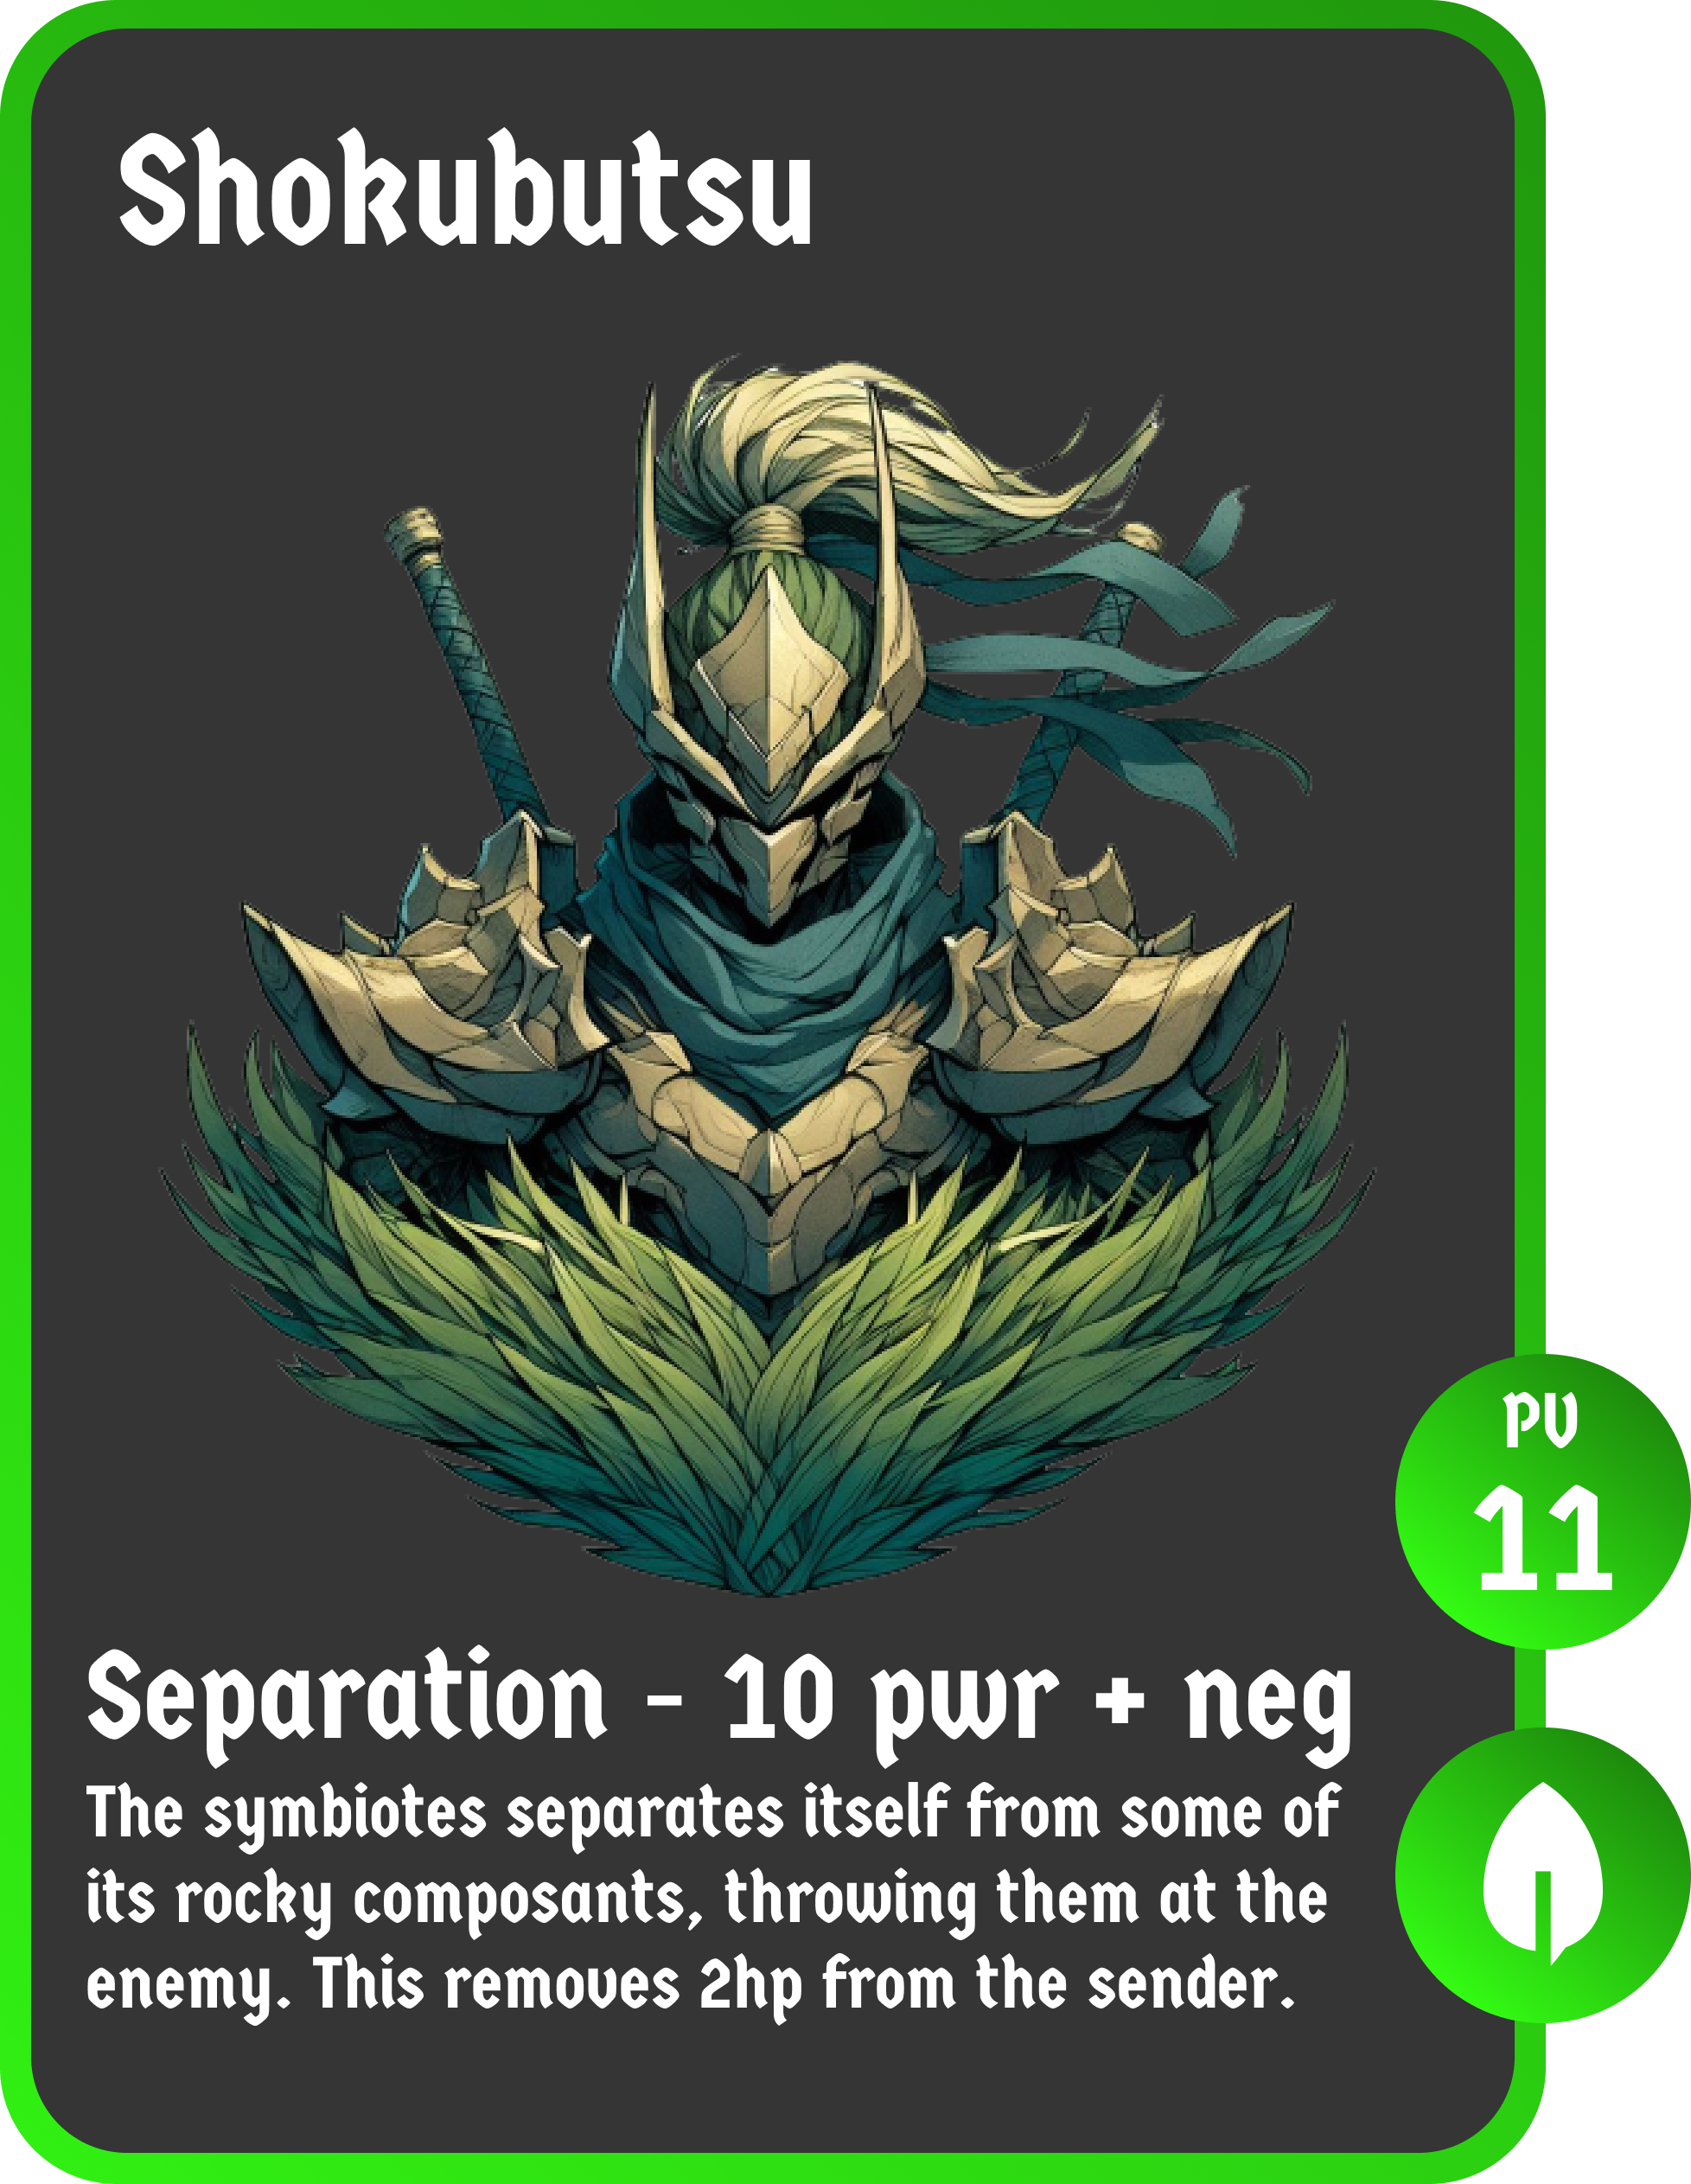 Shokubutsu
PV
11
Separation - 10 pwr + neg
The symbiotes separates itself from some of
its rocky composants, throwing them at the
enemy. This removes 2hp from the sender.